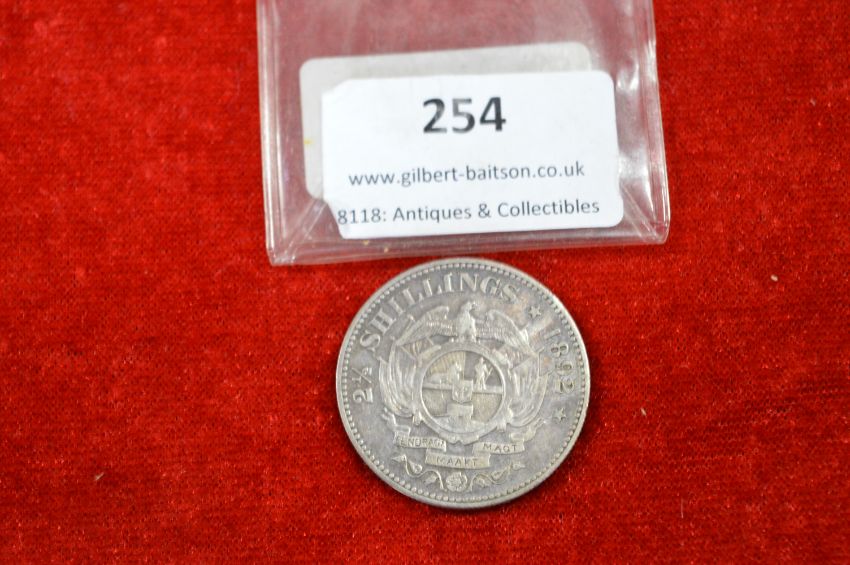 254
www.gilbert-baitson.co.uk
8118: Antiques & Collectibles
2½ SHILLINGS * 1892 *
EENDRAGT MAAKT MAGT